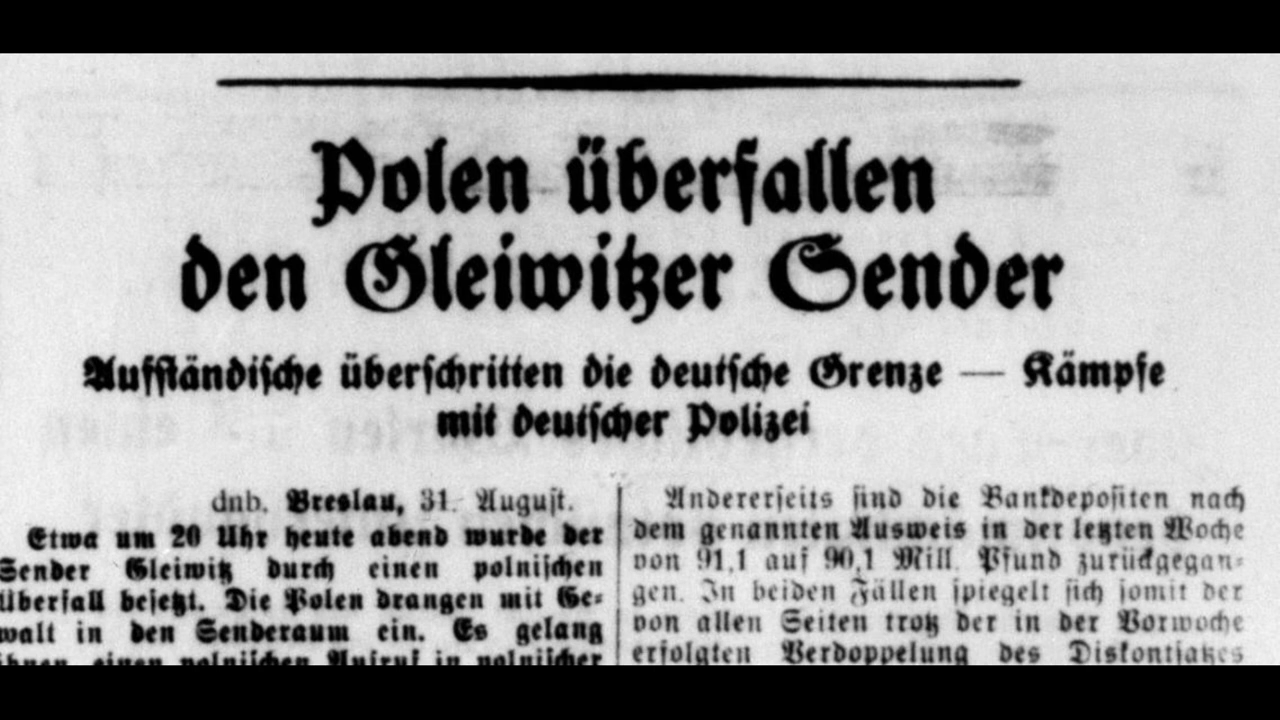 Polen überfallen
den Gleiwitzer Sender
Aufständische überschritten die deutsche Grenze — Kämpfe
mit deutscher Polizei
dnb. Breslau, 31. August.
Etwa um 20 Uhr heute abend wurde der
Sender Gleiwitz durch einen polnischen
Überfall besetzt. Die Polen drangen mit Ge-
walt in den Senderaum ein. Es gelang
ihnen, einen polnischen Aufruf in polnischer
Andererseits sind die Bankdepositen nach
dem genannten Ausweis in der letzten Woche
von 91,1 auf 90,1 Mill. Pfund zurückgegan-
gen. In beiden Fällen spiegelt sich somit der
von allen Seiten trotz der in der Vorwoche
erfolgten Verdoppelung des Diskontsatzes